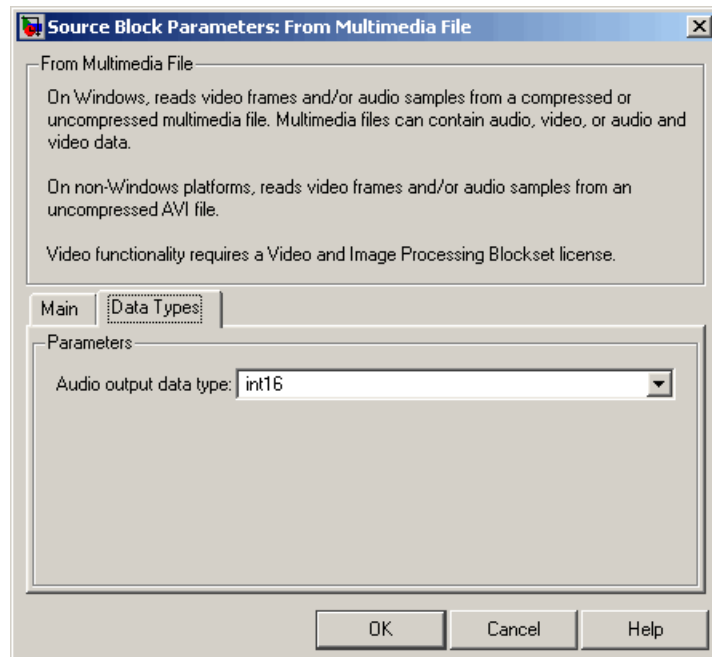 Source Block Parameters: From Multimedia File
From Multimedia File
On Windows, reads video frames and/or audio samples from a compressed or
uncompressed multimedia file. Multimedia files can contain audio, video, or audio and
video data.
On non-Windows platforms, reads video frames and/or audio samples from an
uncompressed AVI file.
Video functionality requires a Video and Image Processing Blockset license.
Main Data Types
Parameters
Audio output data type: int16
OK Cancel Help